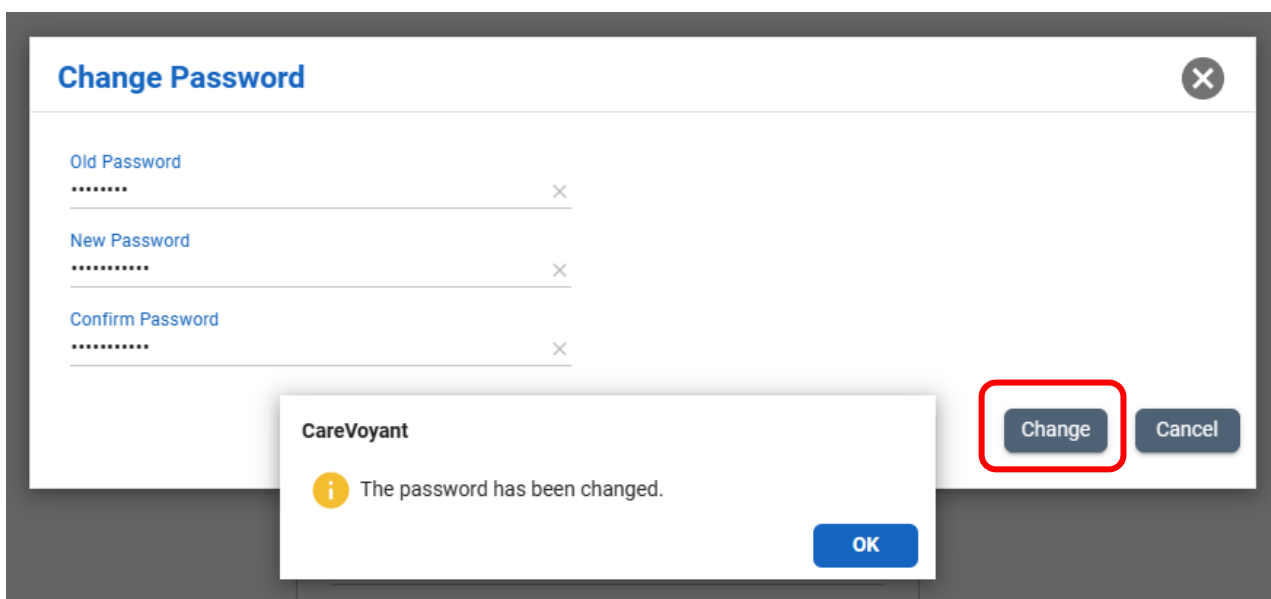 Change Password
Old Password
••••••••
New Password
•••••••••••
Confirm Password
•••••••••••
Change
Cancel
CareVoyant
The password has been changed.
OK